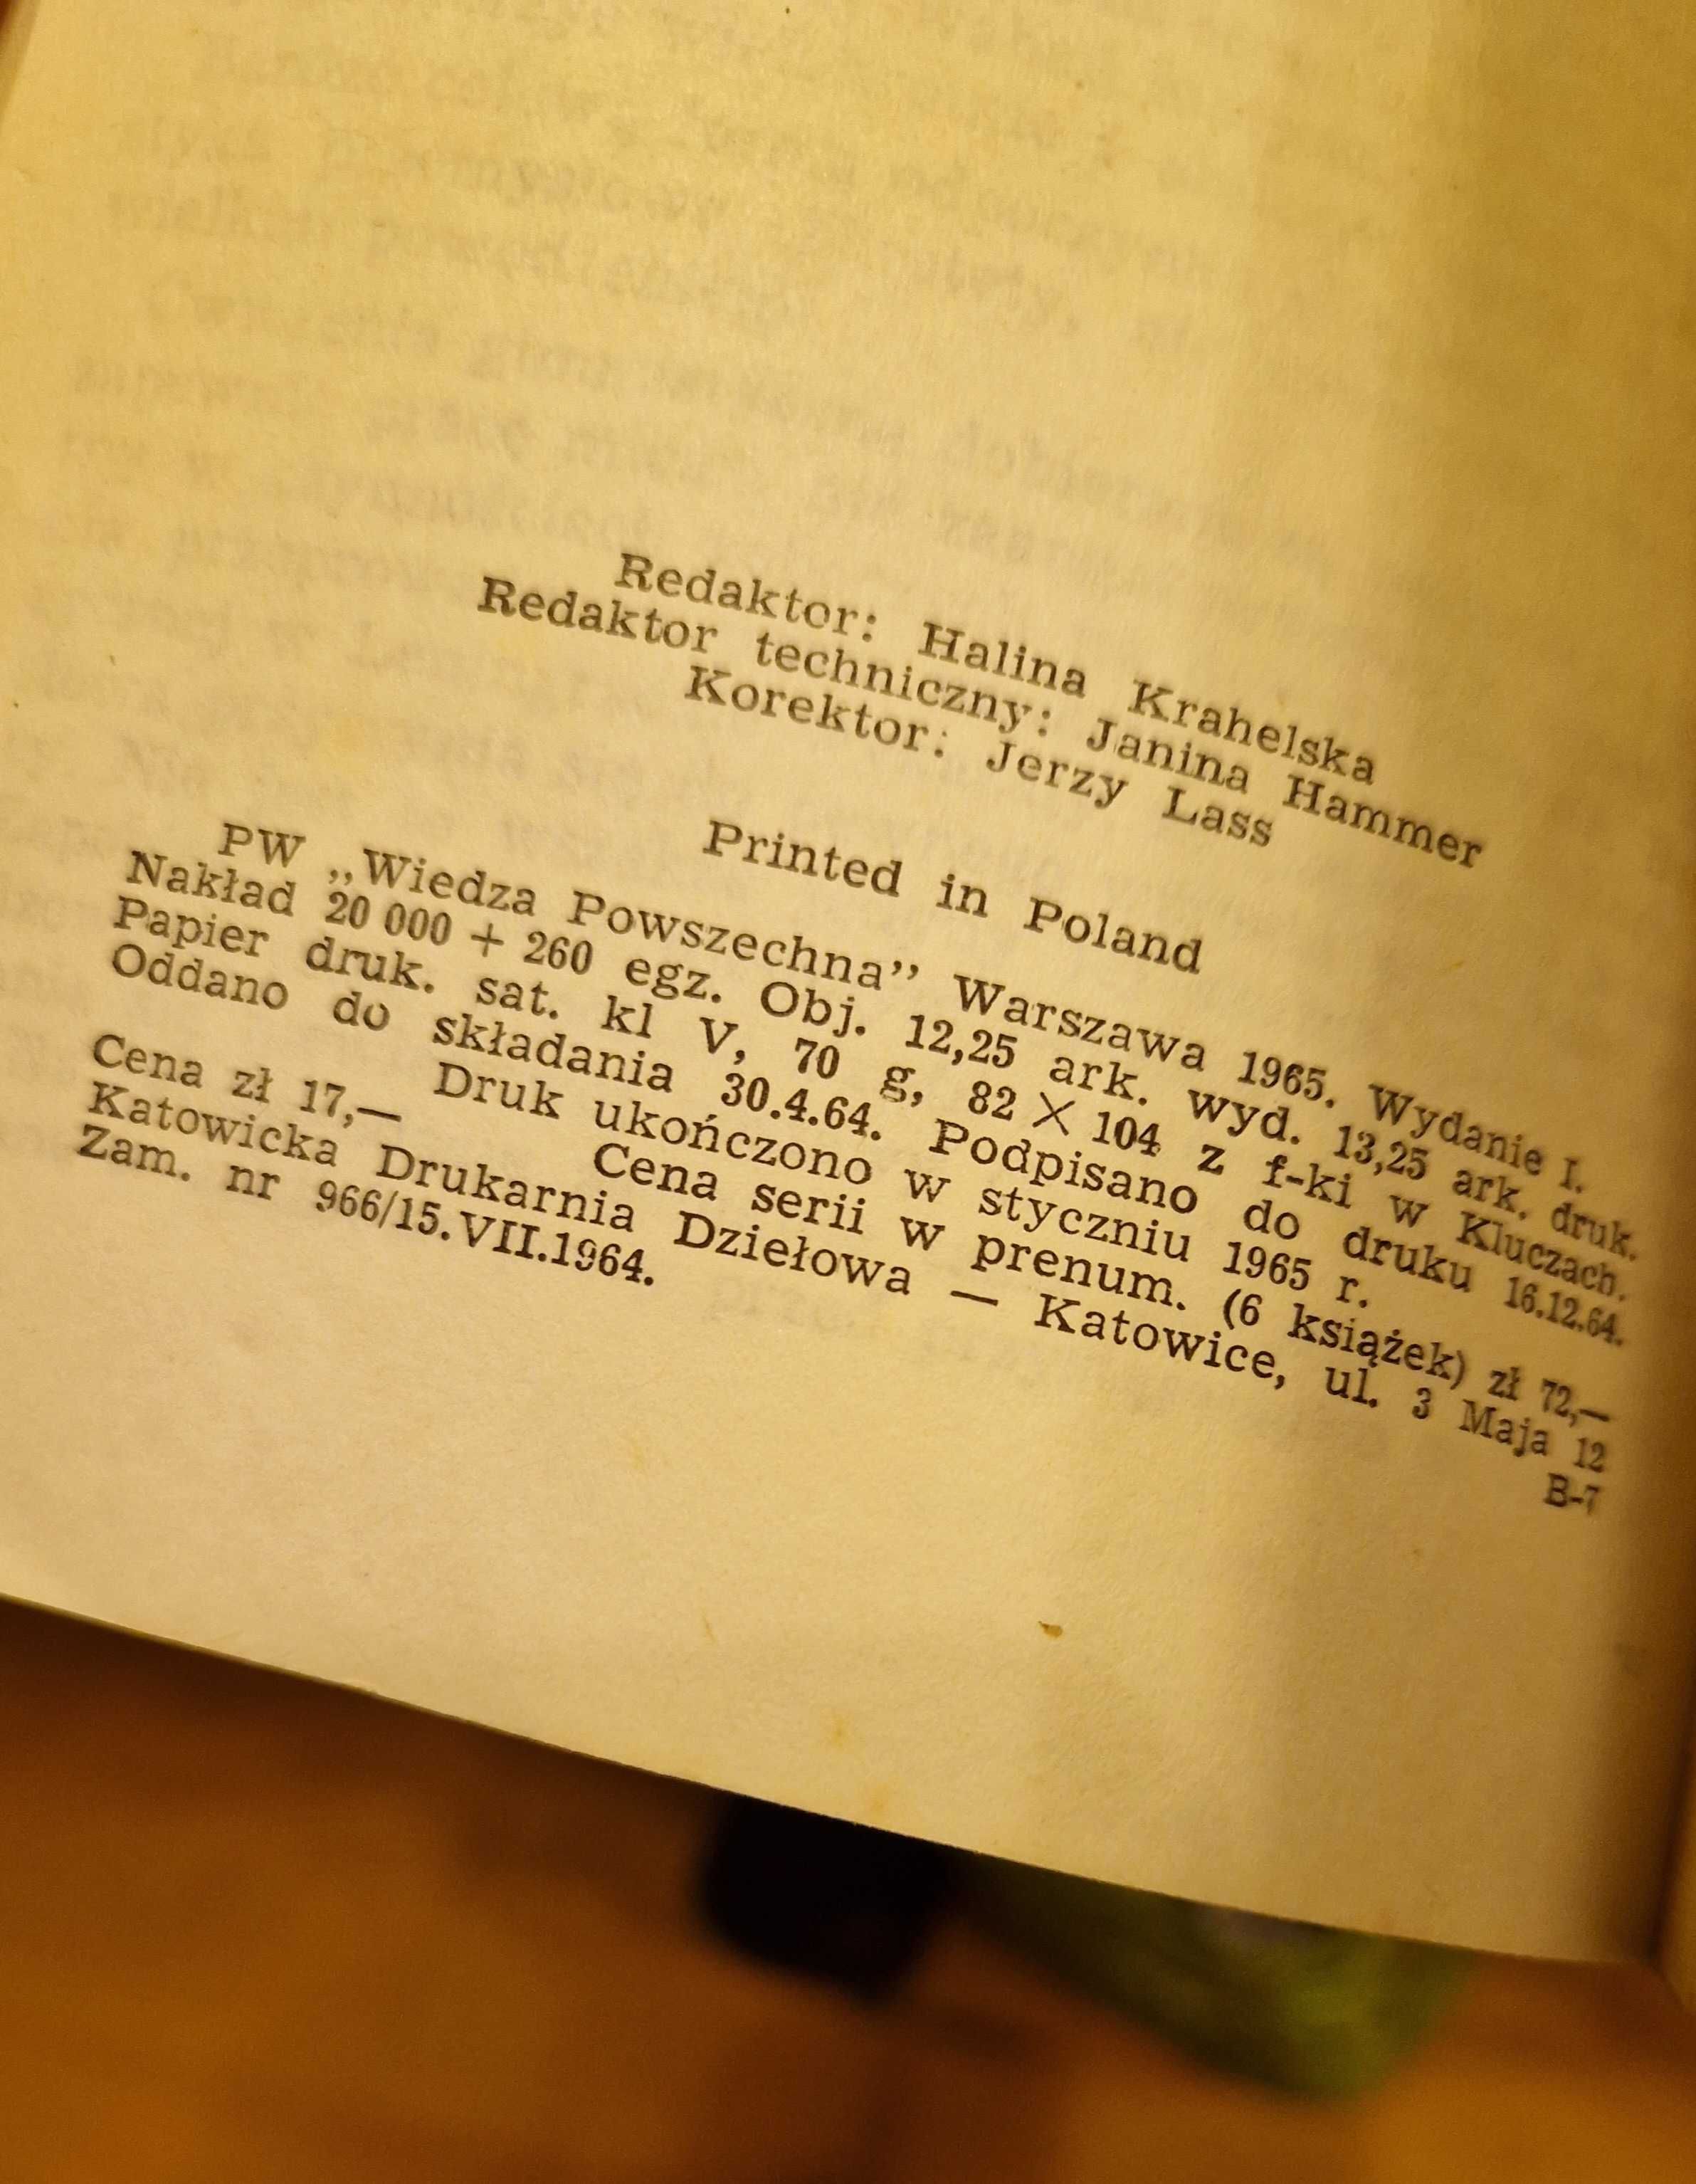 Redaktor: Halina Krahelska
Redaktor techniczny: Janina Hammer
Korektor: Jerzy Lass
Printed in Poland
PW „Wiedza Powszechna” Warszawa 1965. Wydanie I.
Nakład 20 000 + 260 egz. Obj. 12,25 ark. wyd. 13,25 ark. druk.
Papier druk. sat. kl V, 70 g, 82 × 104 z f-ki w Kluczach.
Oddano do składania 30.4.64. Podpisano do druku 16.12.64.
Druk ukończono w styczniu 1965 r.
Cena zł 17,— Cena serii w prenum. (6 książek) zł 72,—
Katowicka Drukarnia Dziełowa — Katowice, ul. 3 Maja 12
Zam. nr 966/15.VII.1964. B-7